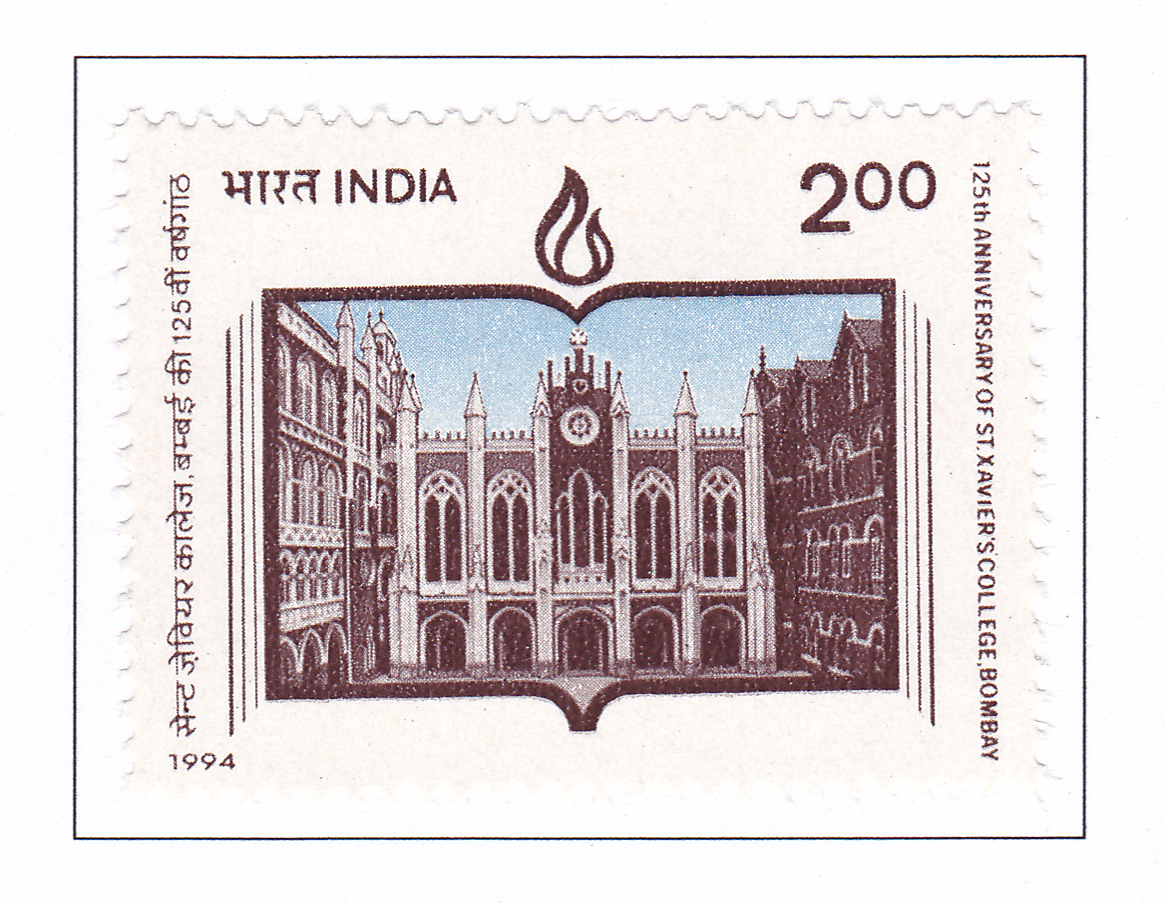 भारत INDIA
2.00
सेन्ट ज़ेवियर कालेज, बम्बई की 125वीं वर्षगांठ
125th ANNIVERSARY OF ST. XAVIER'S COLLEGE, BOMBAY
1994